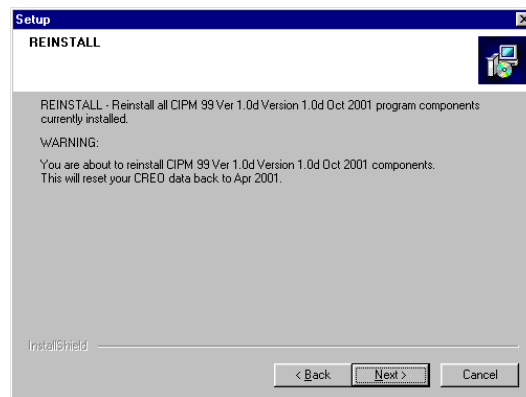 Setup
REINSTALL
REINSTALL - Reinstall all CIPM 99 Ver 1.0d Version 1.0d Oct 2001 program components
currently installed.
WARNING:
You are about to reinstall CIPM 99 Ver 1.0d Version 1.0d Oct 2001 components.
This will reset your CREO data back to Apr 2001.
InstallShield
< Back Next > Cancel